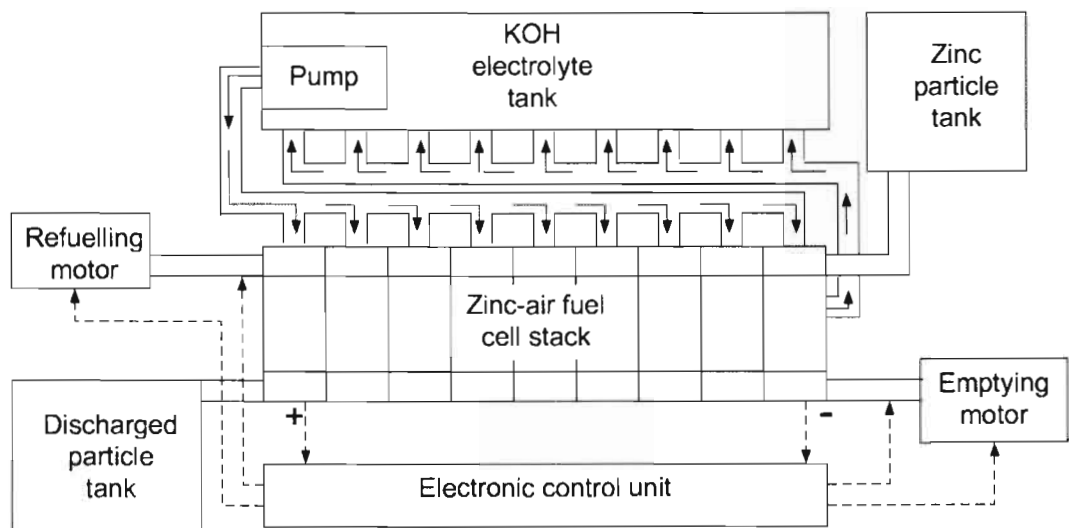 KOH
electrolyte
tank
Pump
Zinc
particle
tank
Refuelling
motor
Zinc-air fuel
cell stack
Emptying
motor
+
-
Discharged
particle
tank
Electronic control unit